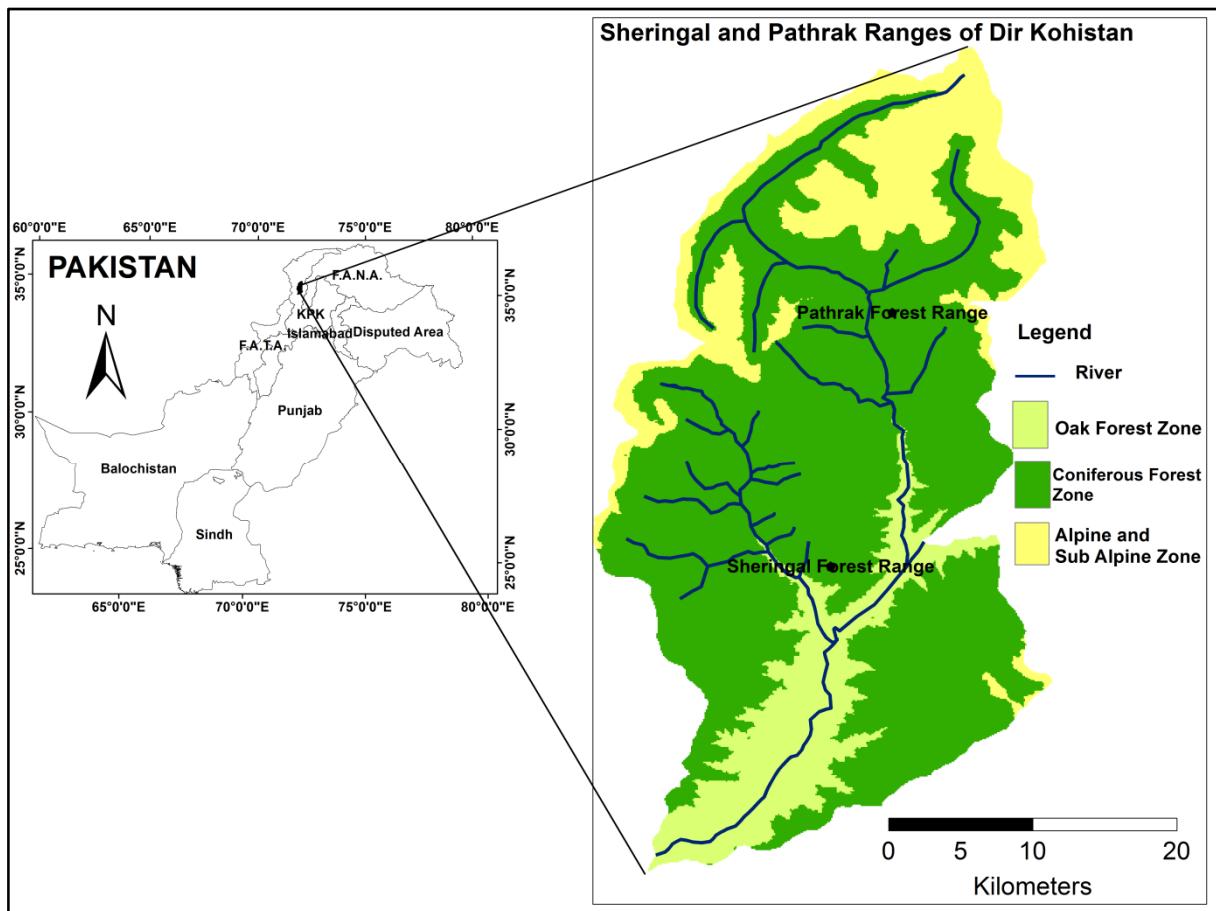 Sheringal and Pathrak Ranges of Dir Kohistan
60°0'0"E 65°0'0"E 70°0'0"E 75°0'0"E 80°0'0"E
PAKISTAN
N
35°0'0"N
30°0'0"N
25°0'0"N
35°0'0"N
30°0'0"N
25°0'0"N
F.A.N.A.
KPK
Islamabad
Disputed Area
F.A.T.A.
Punjab
Balochistan
Sindh
65°0'0"E 70°0'0"E 75°0'0"E 80°0'0"E
Pathrak Forest Range
Sheringal Forest Range
Legend
River
Oak Forest Zone
Coniferous Forest
Zone
Alpine and
Sub Alpine Zone
0 5 10 20
Kilometers